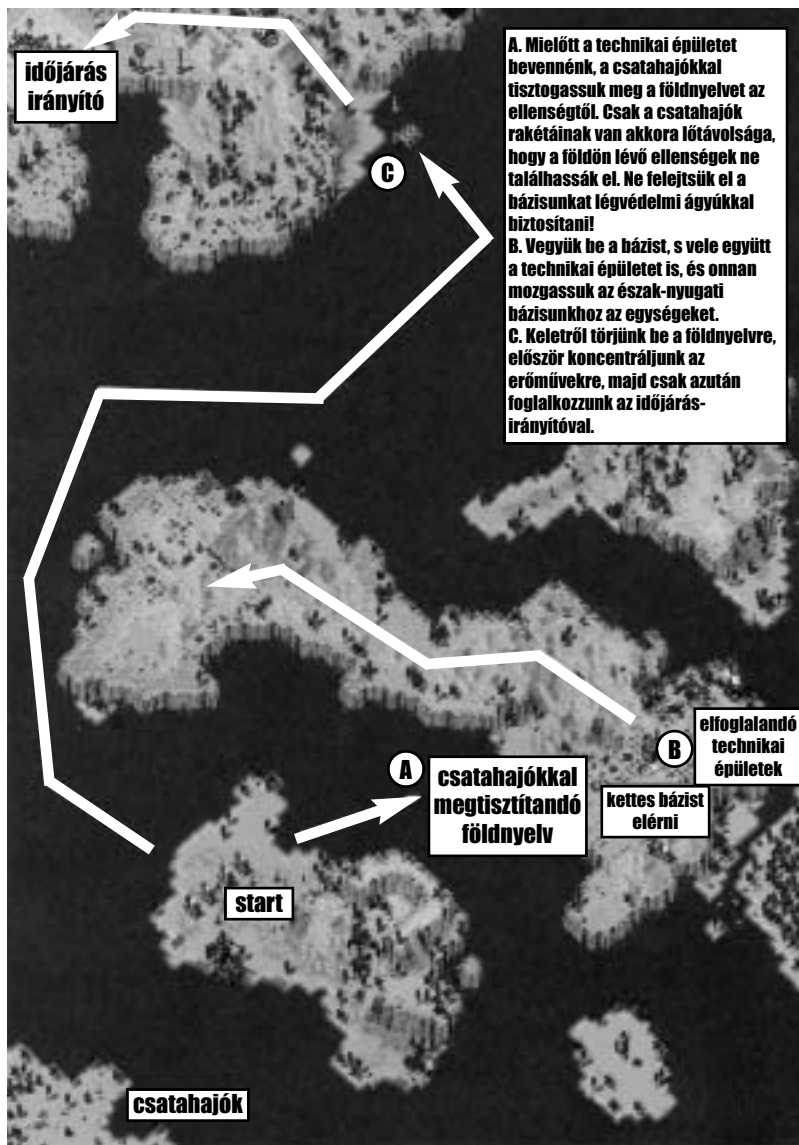 időjárás
irányító
A. Mielőtt a technikai épületet
bevennénk, a csatahajókkal
tisztogassuk meg a földnyelvet az
ellenségtől. Csak a csatahajók
rakétáinak van akkora lőtávolsága,
hogy a földön lévő ellenségek ne
találhassák el. Ne felejtsük el a
bázisunkat légvédelmi ágyúkkal
biztosítani!
B. Vegyük be a bázist, s vele együtt
a technikai épületet is, és onnan
mozgassuk az észak-nyugati
bázisunkhoz az egységeket.
C. Keletről törjünk be a földnyelvre,
először koncentráljunk az
erőművekre, majd csak azután
foglalkozzunk az időjárás-
irányítóval.
C
A
csatahajókkal
megtisztítandó
földnyelv
B
elfoglalandó
technikai
épületek
kettes bázist
elérni
start
csatahajók